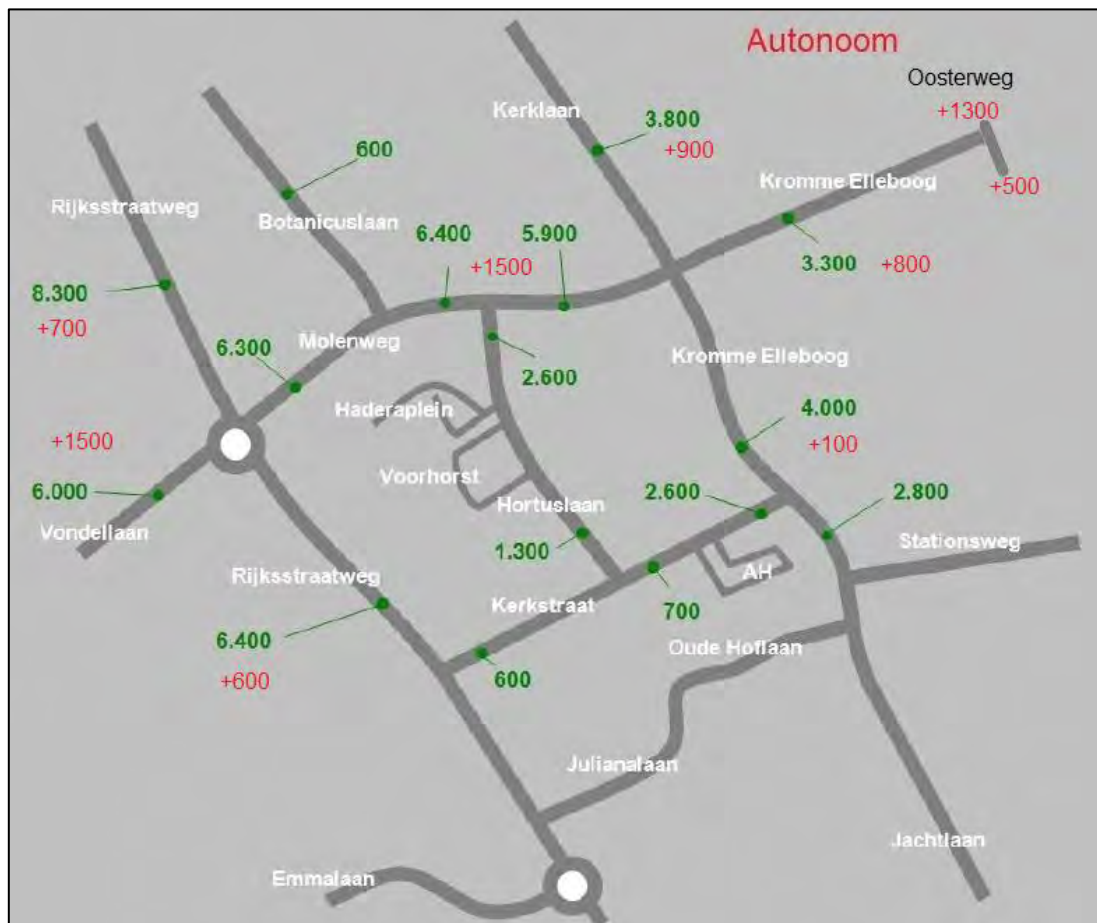 Autonoom
Oosterweg
+1300
Kerklaan
3.800
+900
600
Kromme Elleboog
+500
Rijksstraatweg
Botanicuslaan
6.400
5.900
+1500
3.300
+800
8.300
+700
Molenweg
6.300
2.600
Kromme Elleboog
Haderaplein
4.000
+100
+1500
Voorhorst
6.000
Vondellaan
Hortuslaan
2.600
2.800
1.300
Stationsweg
Rijksstraatweg
AH
Kerkstraat
700
6.400
Oude Hoflaan
+600
600
Julianalaan
Jachtlaan
Emmalaan